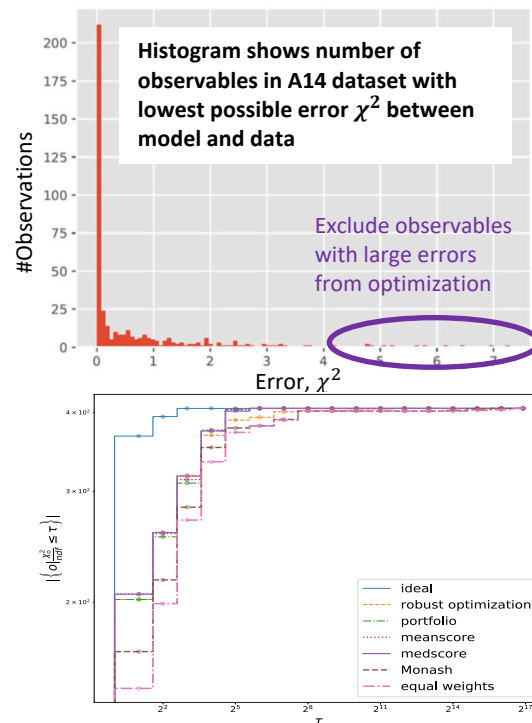 200
175
150
125
100
75
50
25
0
#Observations
Histogram shows number of
observables in A14 dataset with
lowest possible error χ² between
model and data
Exclude observables
with large errors
from optimization
0 1 2 3 4 5 6 7
Error, χ²
4 × 10²
3 × 10²
2 × 10²
|{o|χ²ₒ/ndf ≤ τ}|
ideal
robust optimization
portfolio
meanscore
medscore
Monash
equal weights
2² 2⁵ 2⁸ 2¹¹ 2¹⁴ 2¹⁷
τ